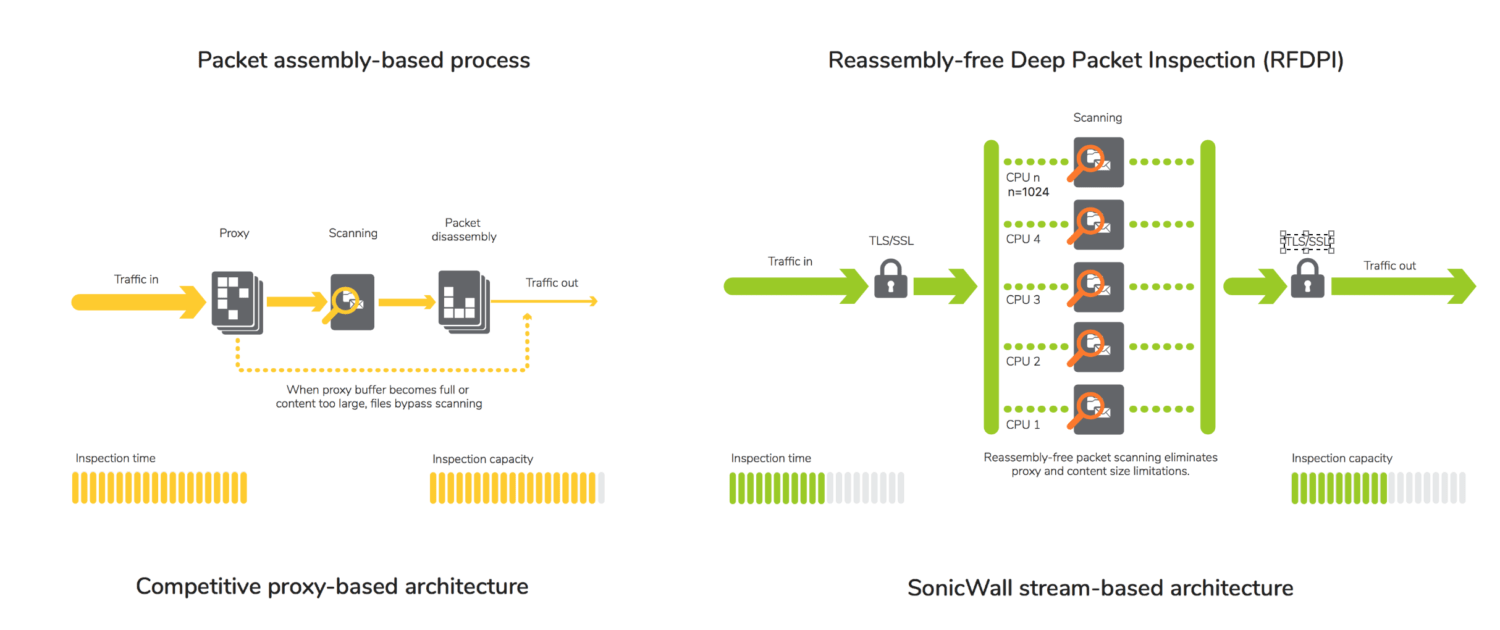 Packet assembly-based process
Proxy
Scanning
Packet
disassembly
Traffic in
Traffic out
When proxy buffer becomes full or
content too large, files bypass scanning
Inspection time
Inspection capacity
Competitive proxy-based architecture
Reassembly-free Deep Packet Inspection (RFDPI)
Scanning
CPU n
n=1024
CPU 4
CPU 3
CPU 2
CPU 1
TLS/SSL
Traffic in
TLS/SSL
Traffic out
Reassembly-free packet scanning eliminates
proxy and content size limitations.
Inspection time
Inspection capacity
SonicWall stream-based architecture